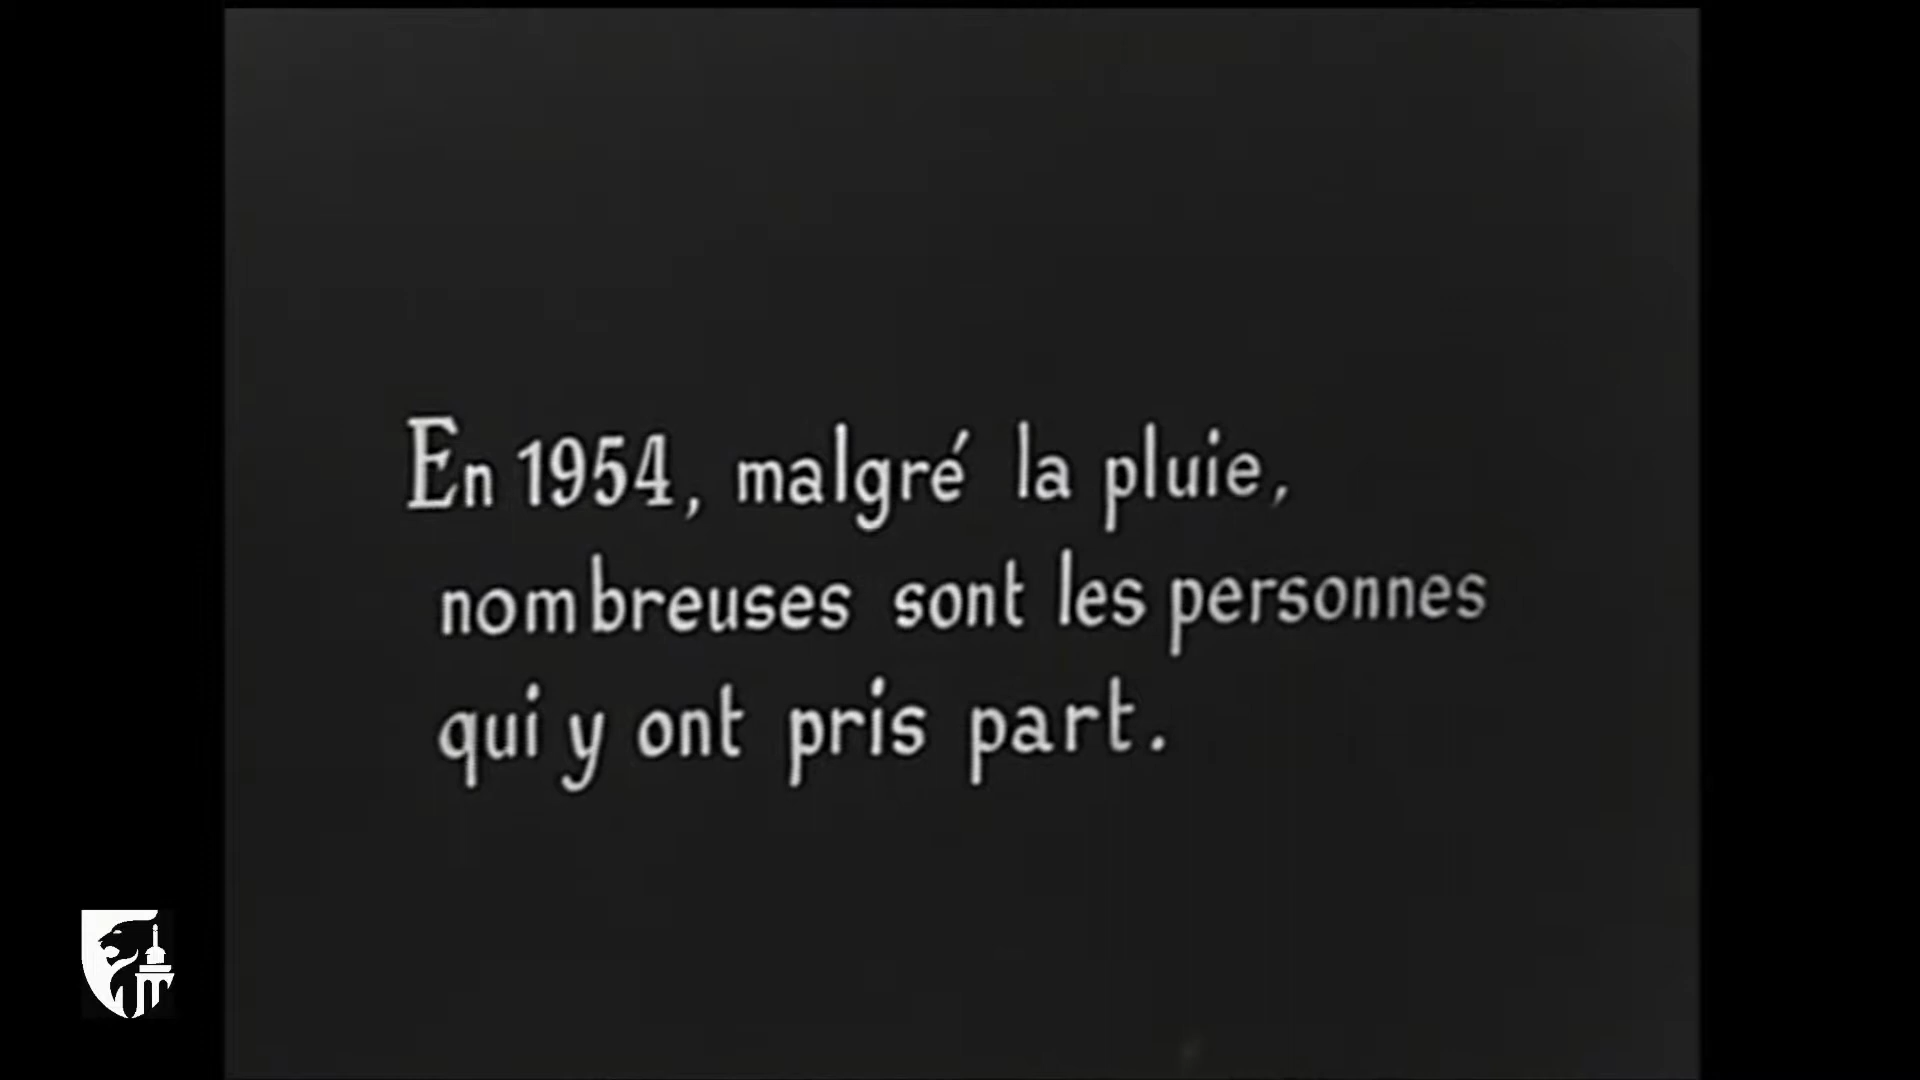 En 1954, malgré la pluie,
nombreuses sont les personnes
qui y ont pris part.